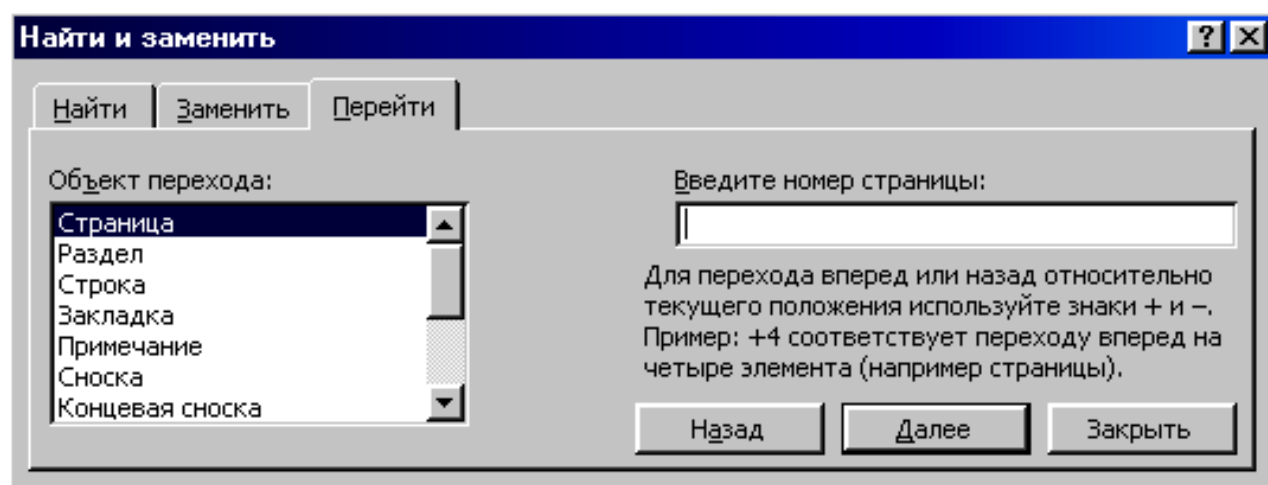 Найти и заменить
Найти
Заменить
Перейти
Объект перехода:
Страница
Раздел
Строка
Закладка
Примечание
Сноска
Концевая сноска
Введите номер страницы:
Для перехода вперед или назад относительно
текущего положения используйте знаки + и –.
Пример: +4 соответствует переходу вперед на
четыре элемента (например страницы).
Назад
Далее
Закрыть